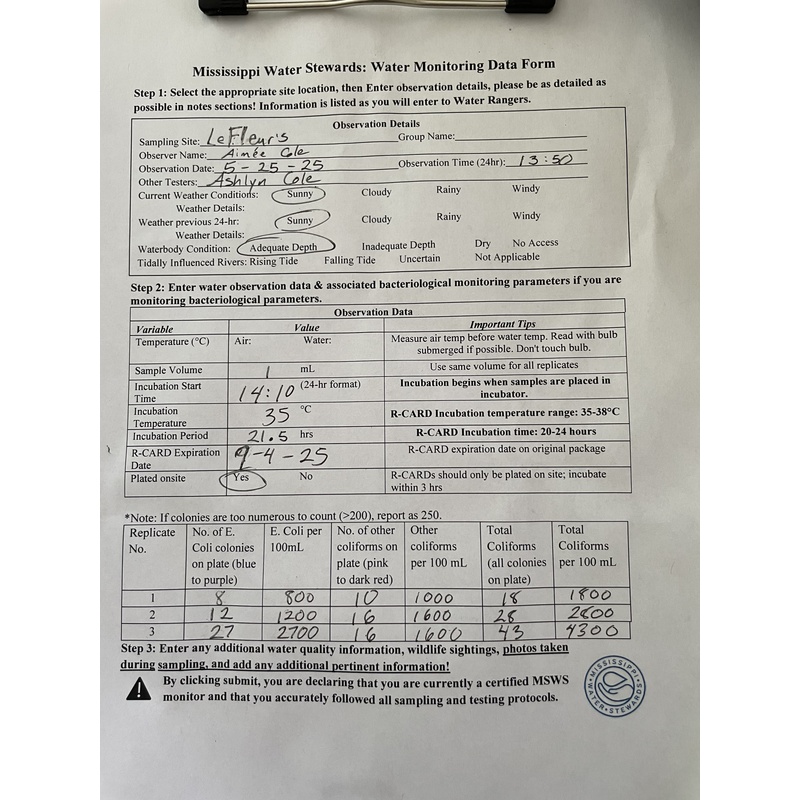 Mississippi Water Stewards: Water Monitoring Data Form
Step 1: Select the appropriate site location, then Enter observation details, please be as detailed as
possible in notes sections! Information is listed as you will enter to Water Rangers.
Observation Details
Sampling Site: LeFleur's Group Name:
Observer Name: Aimée Cole
Observation Date: 5-25-25 Observation Time (24hr): 13:50
Other Testers: Ashlyn Cole
Current Weather Conditions: Sunny Cloudy Rainy Windy
Weather Details:
Weather previous 24-hr: Sunny Cloudy Rainy Windy
Weather Details:
Waterbody Condition: Adequate Depth Inadequate Depth Dry No Access
Tidally Influenced Rivers: Rising Tide Falling Tide Uncertain Not Applicable
Step 2: Enter water observation data & associated bacteriological monitoring parameters if you are
monitoring bacteriological parameters.
Observation Data
Variable Value Important Tips
Temperature (°C) Air: Water: Measure air temp before water temp. Read with bulb
submerged if possible. Don't touch bulb.
Sample Volume 1 mL Use same volume for all replicates
Incubation Start 14:10 (24-hr format) Incubation begins when samples are placed in
Time incubator.
Incubation 35 °C R-CARD Incubation temperature range: 35-38°C
Temperature
Incubation Period 21.5 hrs R-CARD Incubation time: 20-24 hours
R-CARD Expiration 9-4-25 R-CARD expiration date on original package
Date
Plated onsite Yes No R-CARDs should only be plated on site; incubate
within 3 hrs
*Note: If colonies are too numerous to count (>200), report as 250.
Replicate No. of E. E. Coli per No. of other Other Total Total
No. Coli colonies 100mL coliforms on coliforms Coliforms Coliforms
on plate (blue plate (pink per 100 mL (all colonies per 100 mL
to purple) to dark red) on plate)
1 8 800 10 1000 18 1800
2 12 1200 16 1600 28 2800
3 27 2700 16 1600 43 4300
Step 3: Enter any additional water quality information, wildlife sightings, photos taken
during sampling, and add any additional pertinent information!
By clicking submit, you are declaring that you are currently a certified MSWS
monitor and that you accurately followed all sampling and testing protocols.
MISSISSIPPI
WATER STEWARDS